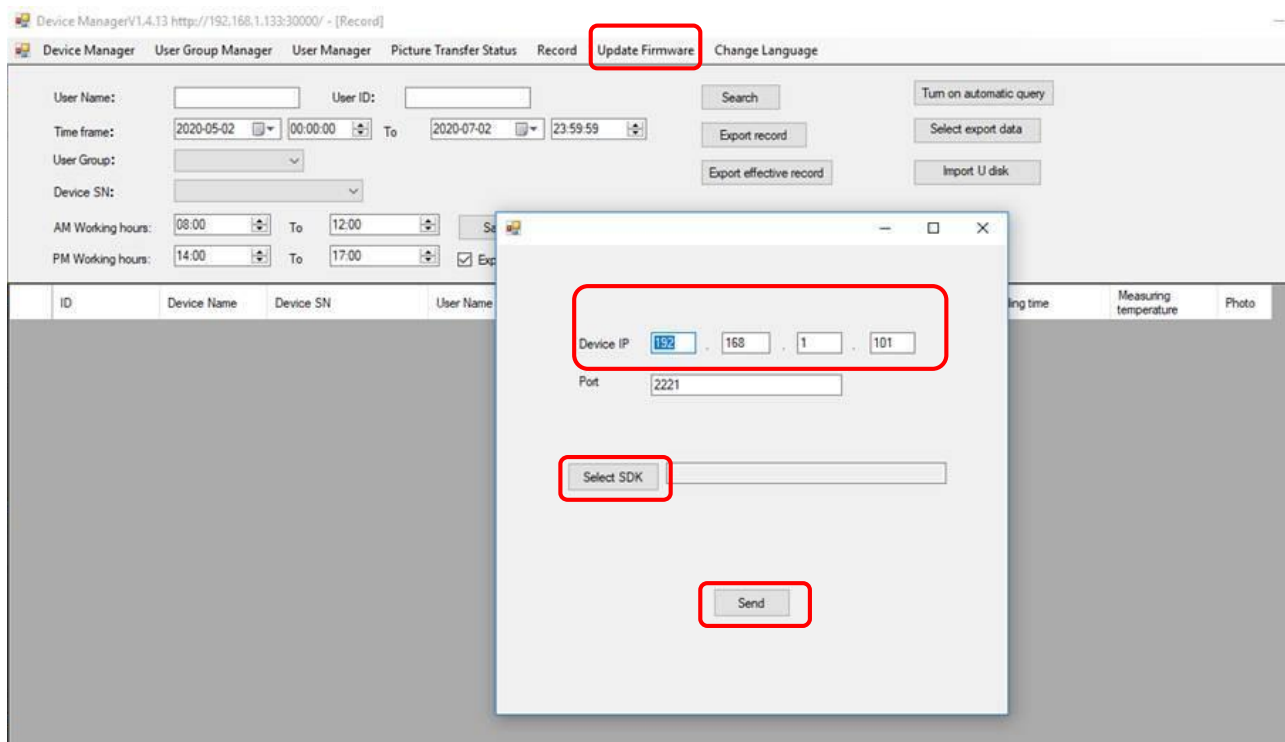 Device ManagerV1.4.13 http://192.168.1.133:30000/ - [Record]
Device Manager User Group Manager User Manager Picture Transfer Status Record Update Firmware Change Language
User Name: User ID: Search Turn on automatic query
Time frame: 2020-05-02 00:00:00 To 2020-07-02 23:59:59 Export record Select export data
User Group:
Export effective record Import U disk
Device SN:
AM Working hours: 08:00 To 12:00
PM Working hours: 14:00 To 17:00
ID Device Name Device SN User Name time Measuring temperature Photo
Device IP 192 . 168 . 1 . 101
Port 2221
Select SDK
Send